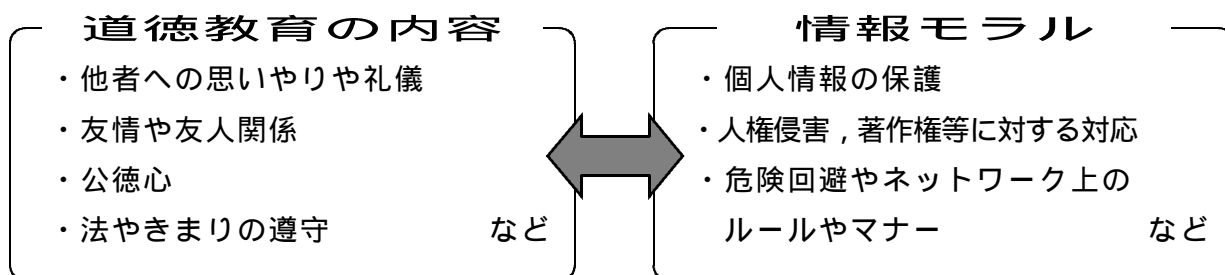 道徳教育の内容
・他者への思いやりや礼儀
・友情や友人関係
・公徳心
・法やきまりの遵守　　　　　など
情報モラル
・個人情報の保護
・人権侵害，著作権等に対する対応
・危険回避やネットワーク上の
ルールやマナー　　　　　　など